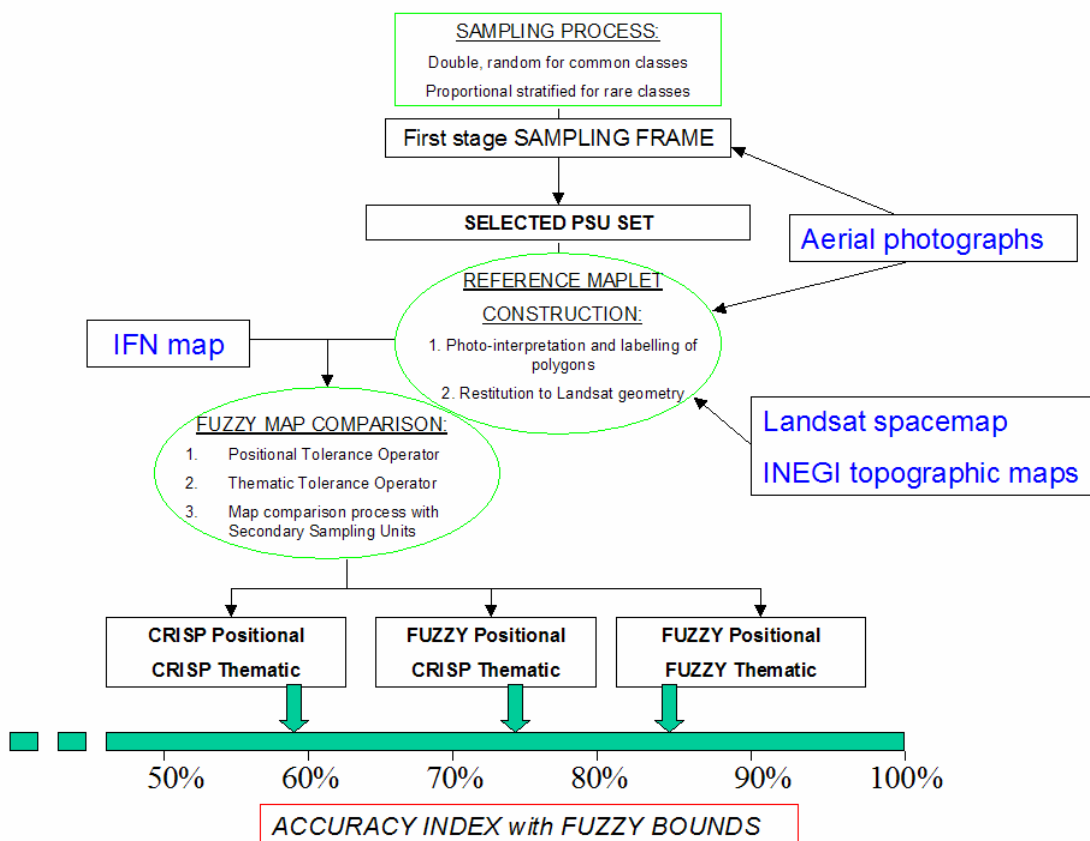 SAMPLING PROCESS:
Double, random for common classes
Proportional stratified for rare classes
First stage SAMPLING FRAME
SELECTED PSU SET
Aerial photographs
REFERENCE MAPLET
CONSTRUCTION:
1. Photo-interpretation and labelling of
polygons
2. Restitution to Landsat geometry
IFN map
Landsat spacemap
INEGI topographic maps
FUZZY MAP COMPARISON:
1. Positional Tolerance Operator
2. Thematic Tolerance Operator
3. Map comparison process with
Secondary Sampling Units
CRISP Positional
CRISP Thematic
FUZZY Positional
CRISP Thematic
FUZZY Positional
FUZZY Thematic
50% 60% 70% 80% 90% 100%
ACCURACY INDEX with FUZZY BOUNDS